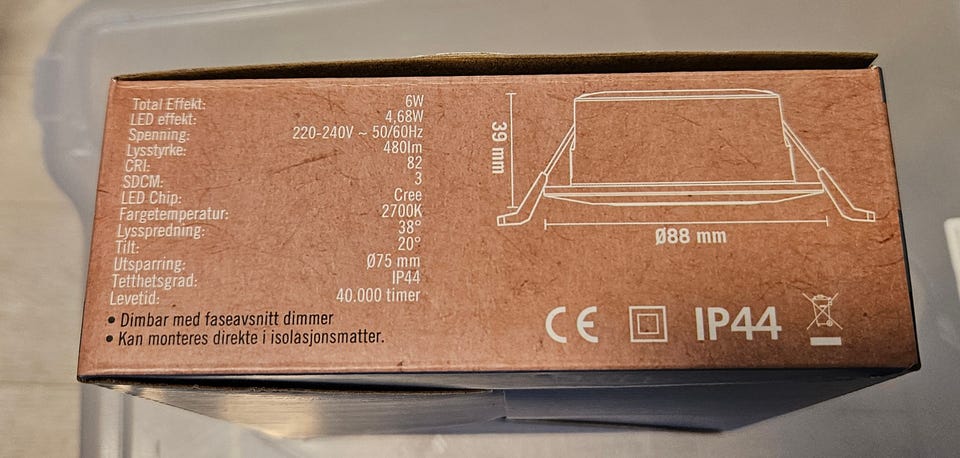 Total Effekt: 6W
LED effekt: 4,68W
Spenning: 220-240V ~ 50/60Hz
Lysstyrke: 480lm
CRI: 82
SDCM: 3
LED Chip: Cree
Fargetemperatur: 2700K
Lysspredning: 38°
Tilt: 20°
Utsparring: Ø75 mm
Tetthetsgrad: IP44
Levetid: 40.000 timer
• Dimbar med faseavsnitt dimmer
• Kan monteres direkte i isolasjonsmatter.
39 mm
Ø88 mm
CE IP44